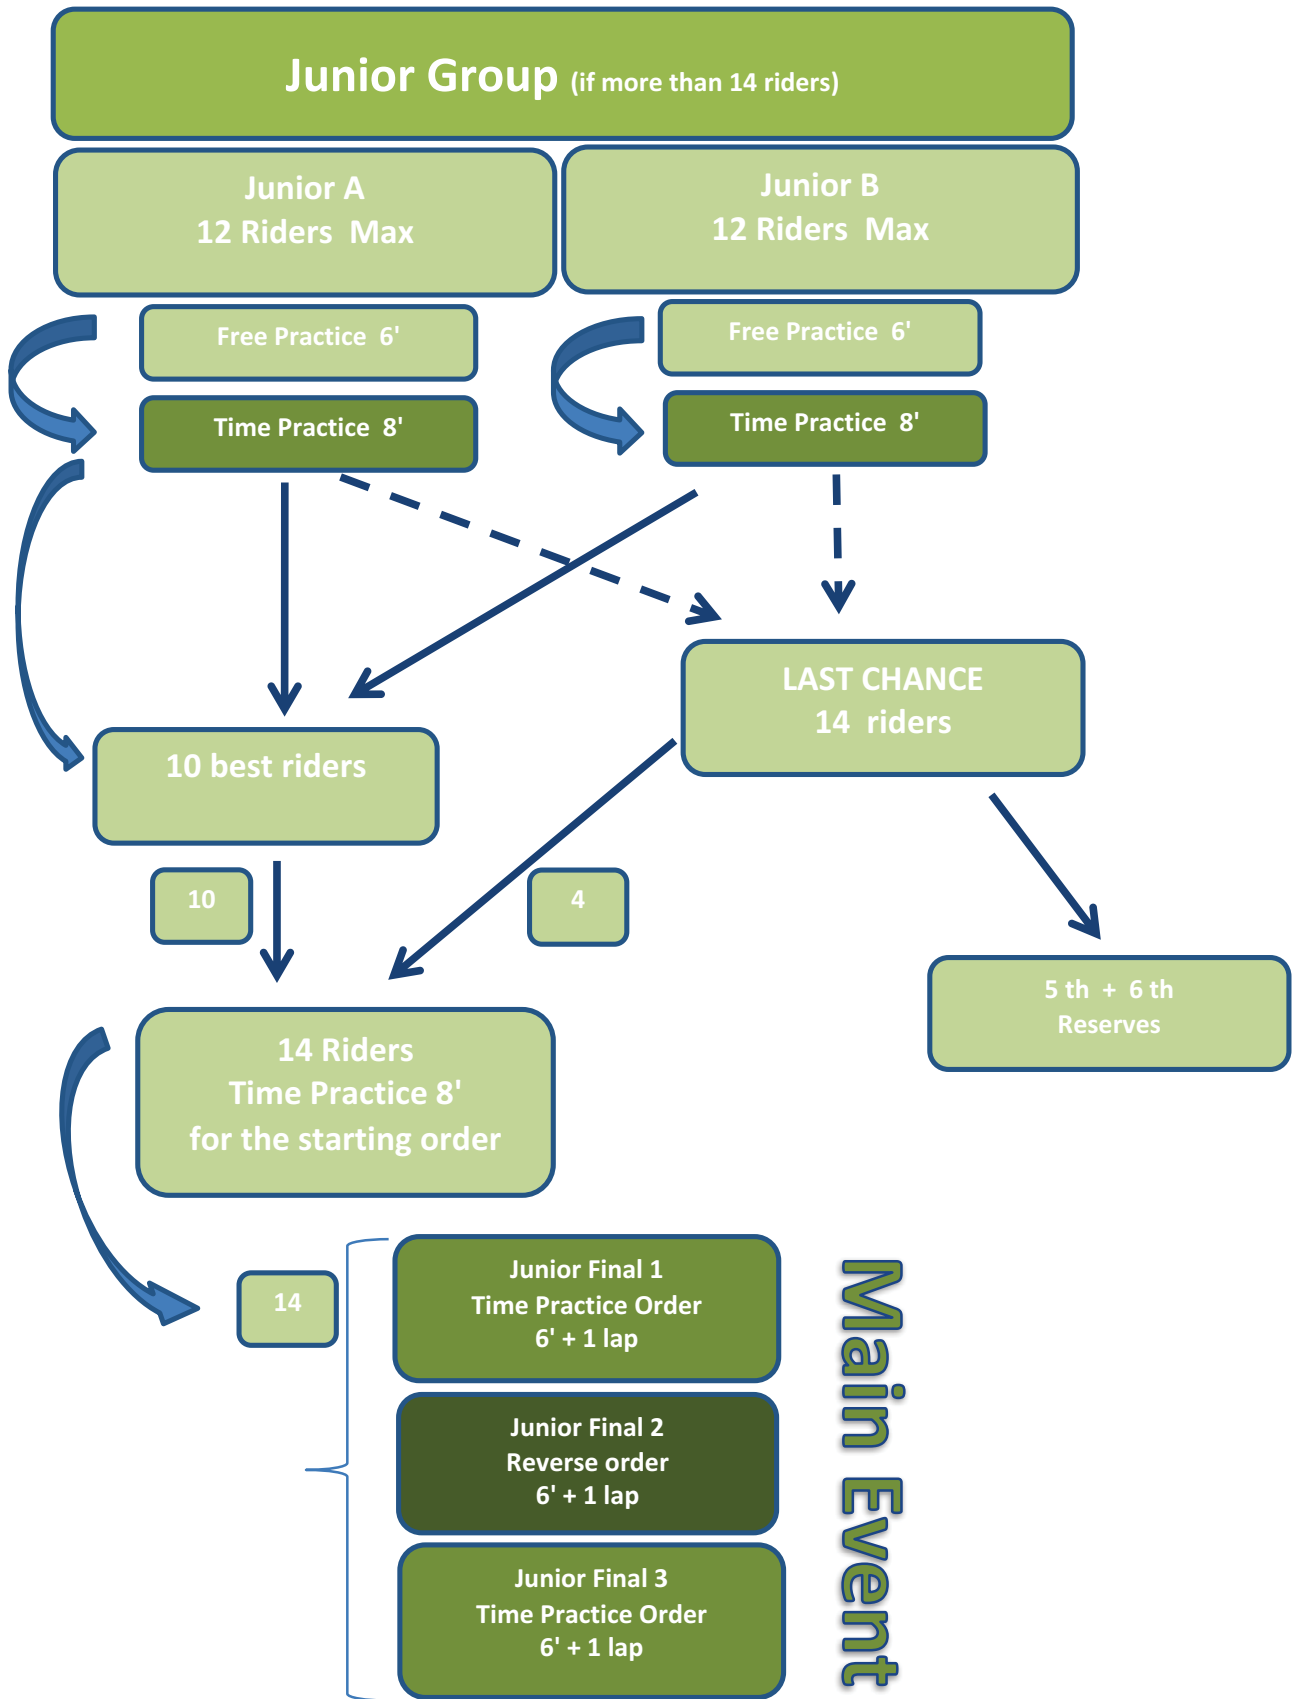 Junior Group (if more than 14 riders)
Junior A
12 Riders  Max
Junior B
12 Riders  Max
Free Practice  6'
Free Practice  6'
Time Practice  8'
Time Practice  8'
LAST CHANCE
14  riders
10 best riders
10
4
5 th  +  6 th
Reserves
14 Riders
Time Practice 8'
for the starting order
14
Junior Final 1
Time Practice Order
6' + 1 lap
Junior Final 2
Reverse order
6' + 1 lap
Junior Final 3
Time Practice Order
6' + 1 lap
Main Event